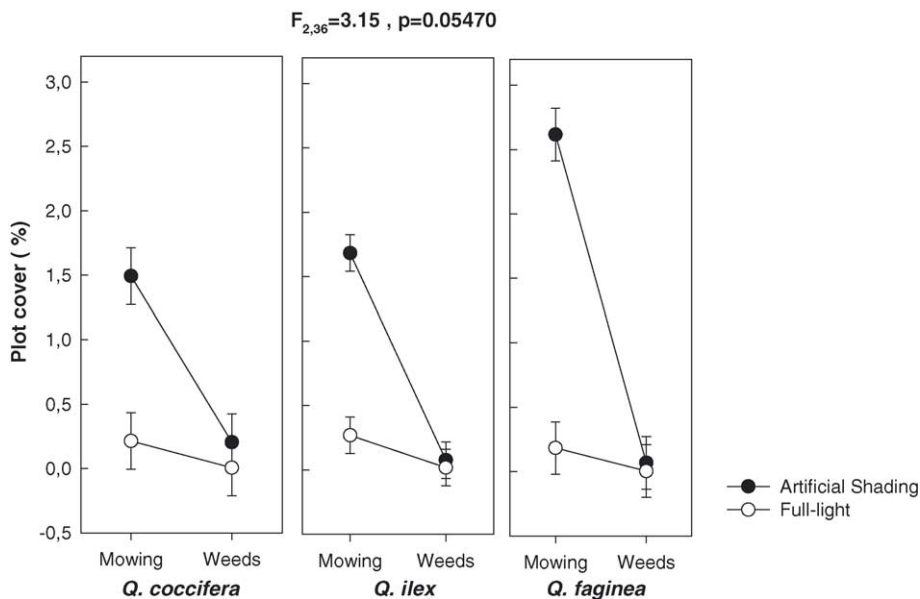 F2,36=3.15 , p=0.05470
Plot cover ( %)
3,0
2,5
2,0
1,5
1,0
0,5
0,0
-0,5
Mowing Weeds Mowing Weeds Mowing Weeds
Q. coccifera Q. ilex Q. faginea
Artificial Shading
Full-light